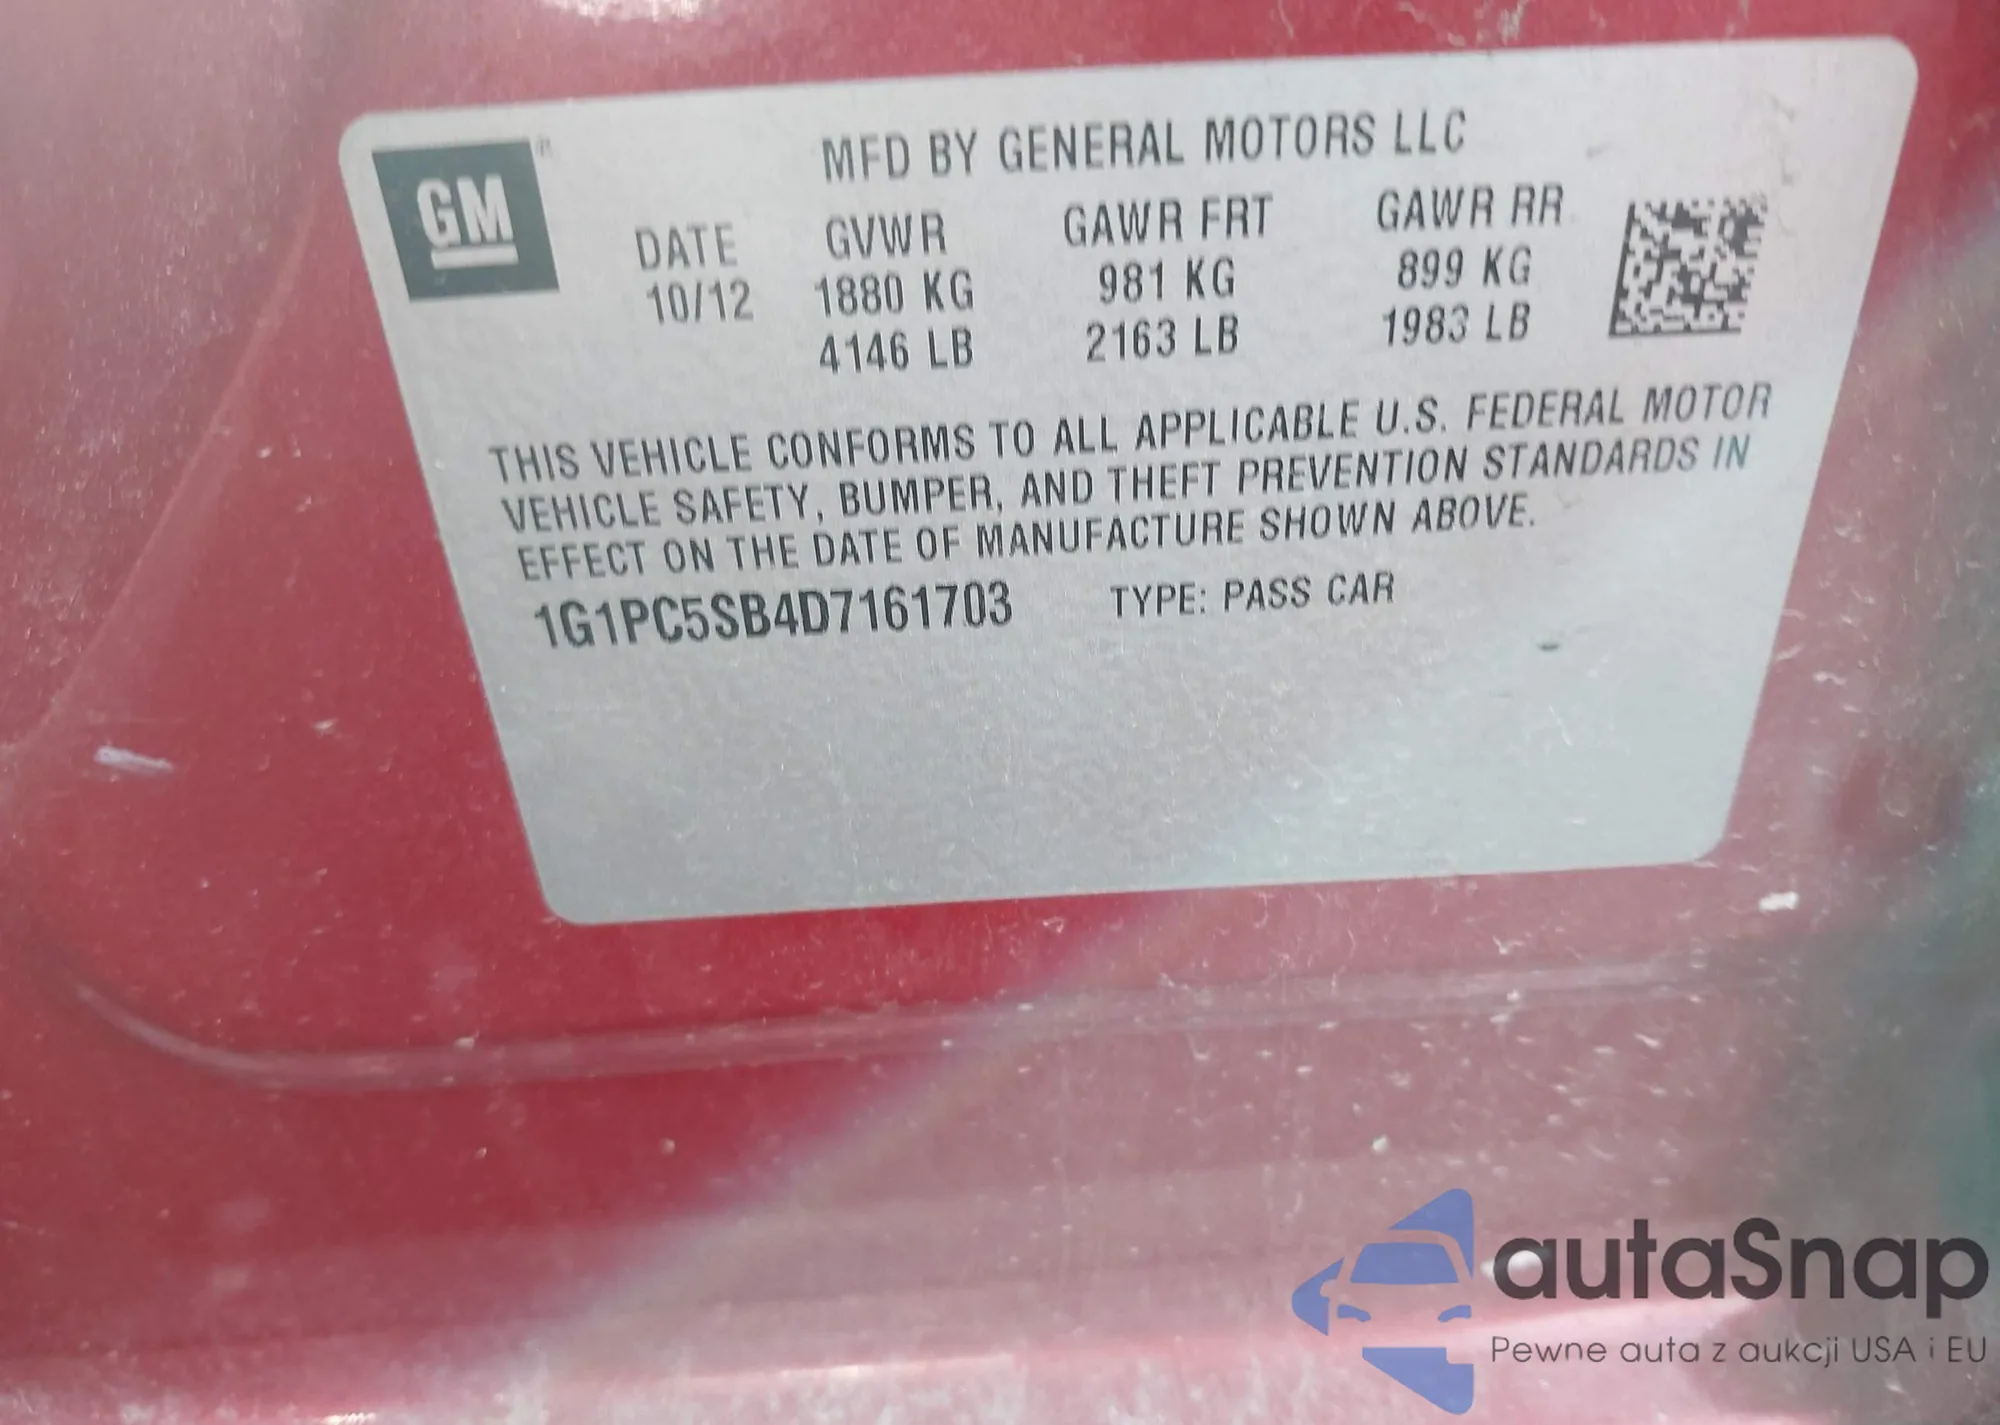 GM
MFD BY GENERAL MOTORS LLC
DATE GVWR GAWR FRT GAWR RR
10/12 1880 KG 981 KG 899 KG
4146 LB 2163 LB 1983 LB
THIS VEHICLE CONFORMS TO ALL APPLICABLE U.S. FEDERAL MOTOR
VEHICLE SAFETY, BUMPER, AND THEFT PREVENTION STANDARDS IN
EFFECT ON THE DATE OF MANUFACTURE SHOWN ABOVE.
1G1PC5SB4D7161703 TYPE: PASS CAR
autaSnap
Pewne auta z aukcji USA i EU